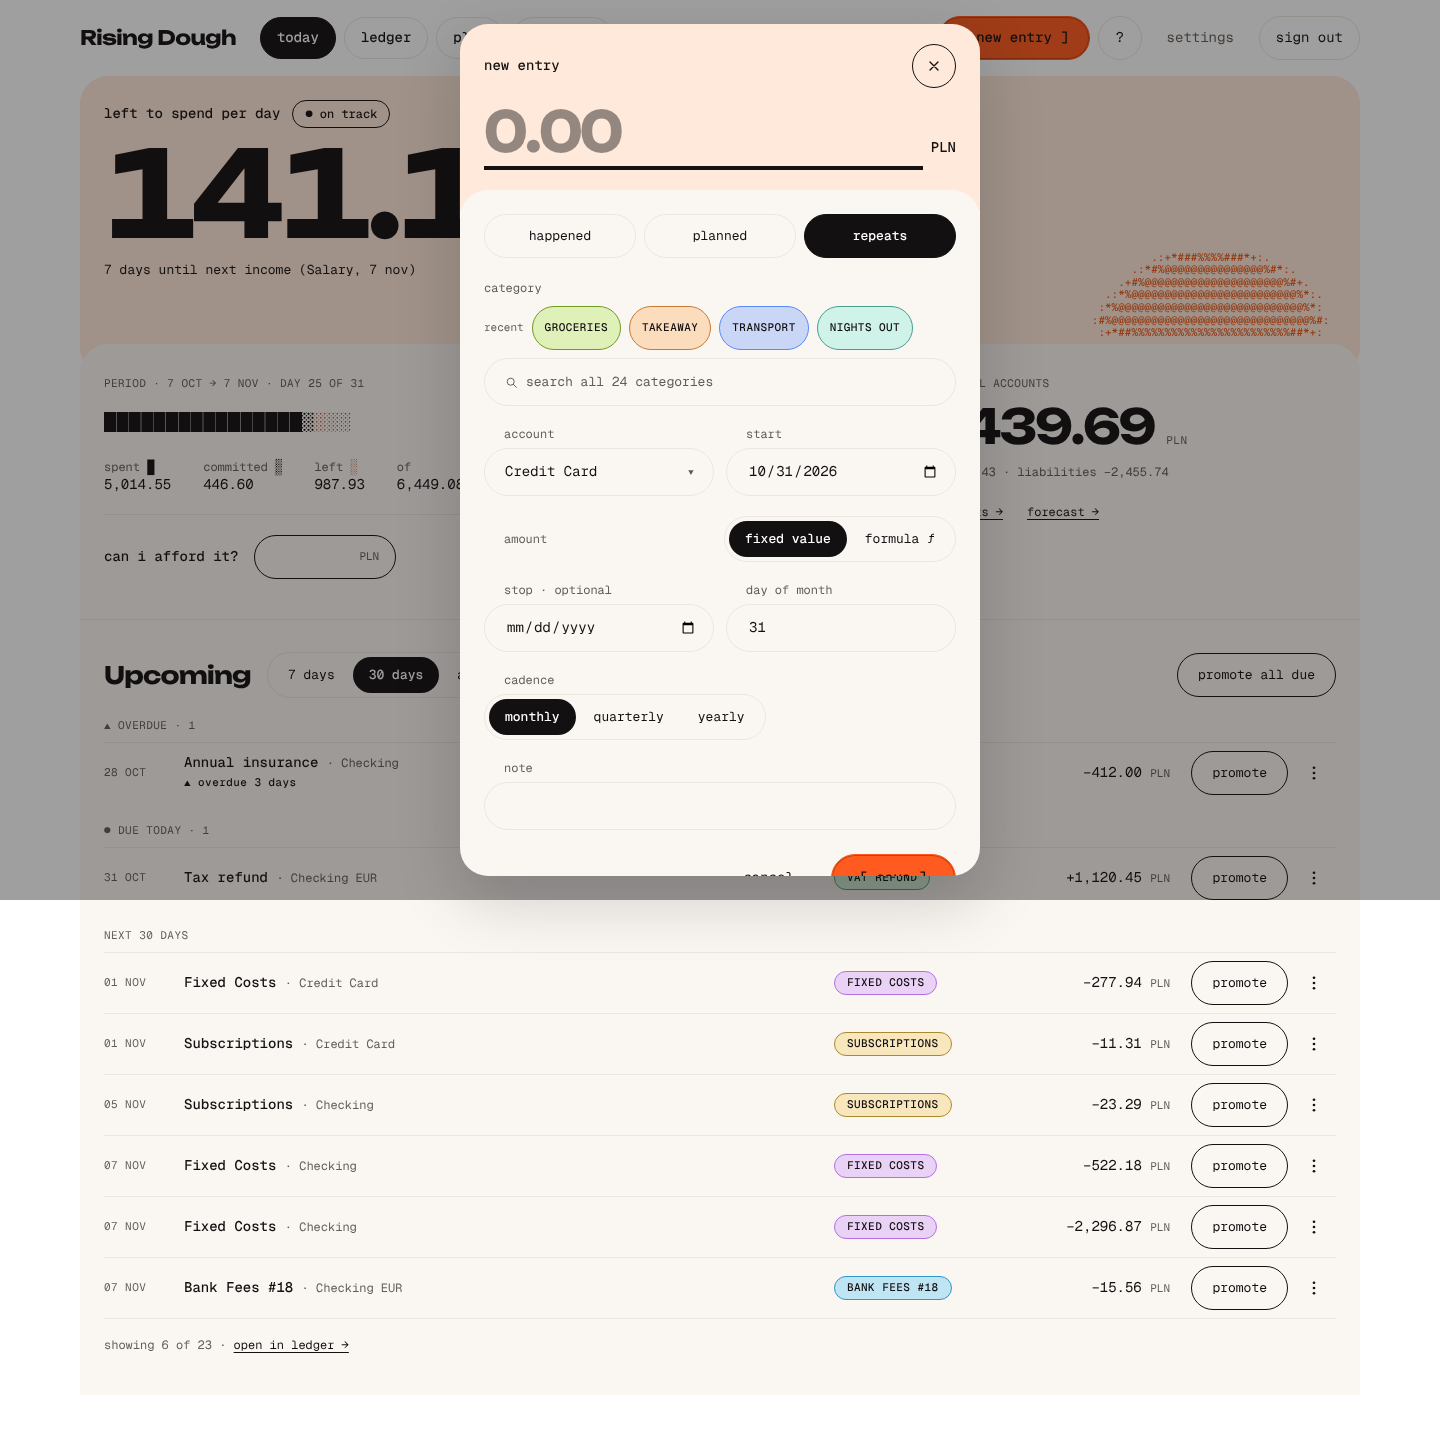 Rising Dough
today
ledger
new entry ]
?
settings
sign out
left to spend per day
● on track
141.1
7 days until next income (Salary, 7 nov)
PERIOD · 7 OCT → 7 NOV · DAY 25 OF 31
spent
committed
left
of
5,014.55
446.60
987.93
6,449.08
can i afford it?
PLN
ACCOUNTS
439.69 PLN
43 · liabilities −2,455.74
forecast →
new entry
0.00
PLN
happened
planned
repeats
category
recent
GROCERIES
TAKEAWAY
TRANSPORT
NIGHTS OUT
search all 24 categories
account
start
Credit Card
10/31/2026
amount
fixed value
formula ƒ
stop · optional
day of month
mm/dd/yyyy
31
cadence
monthly
quarterly
yearly
note
cancel
Upcoming
7 days
30 days
promote all due
▲ OVERDUE · 1
28 OCT
Annual insurance · Checking
▲ overdue 3 days
−412.00 PLN
promote
● DUE TODAY · 1
31 OCT
Tax refund · Checking EUR
VAT REFUND
+1,120.45 PLN
promote
NEXT 30 DAYS
01 NOV
Fixed Costs · Credit Card
FIXED COSTS
−277.94 PLN
promote
01 NOV
Subscriptions · Credit Card
SUBSCRIPTIONS
−11.31 PLN
promote
05 NOV
Subscriptions · Checking
SUBSCRIPTIONS
−23.29 PLN
promote
07 NOV
Fixed Costs · Checking
FIXED COSTS
−522.18 PLN
promote
07 NOV
Fixed Costs · Checking
FIXED COSTS
−2,296.87 PLN
promote
07 NOV
Bank Fees #18 · Checking EUR
BANK FEES #18
−15.56 PLN
promote
showing 6 of 23 · open in ledger →